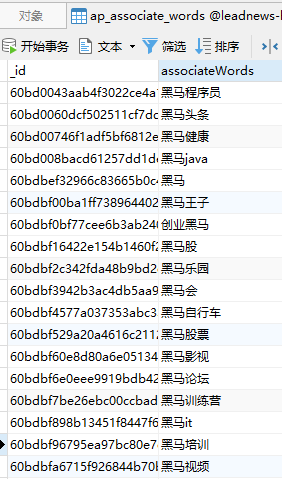 对象 ap_associate_words @leadnews-
开始事务 文本 筛选 排序
_id associateWords
60bd0043aab4f3022ce4a 黑马程序员
60bd0060dcf502511cf7dc 黑马头条
60bd00746f1adf5bf6812e 黑马健康
60bd008bacd61257dd1d 黑马java
60bdbef32966c83665b0c 黑马
60bdbf00ba1ff738964402 黑马王子
60bdbf0bf77cee6b3ab24 创业黑马
60bdbf16422e154b1460f 黑马股
60bdbf2c342fda48b9bd2 黑马乐园
60bdbf3942b3ac4db5aa9 黑马会
60bdbf4577a037353abc3 黑马自行车
60bdbf529a20a4616c2112 黑马股票
60bdbf60e8d80a6e05134 黑马影视
60bdbf6e0eee9919bdb42 黑马论坛
60bdbf7be26ebc00ccbad 黑马训练营
60bdbf898b13451f8447f6 黑马it
60bdbf96795ea97bc80e7 黑马培训
60bdbfa6715f926844b70 黑马视频